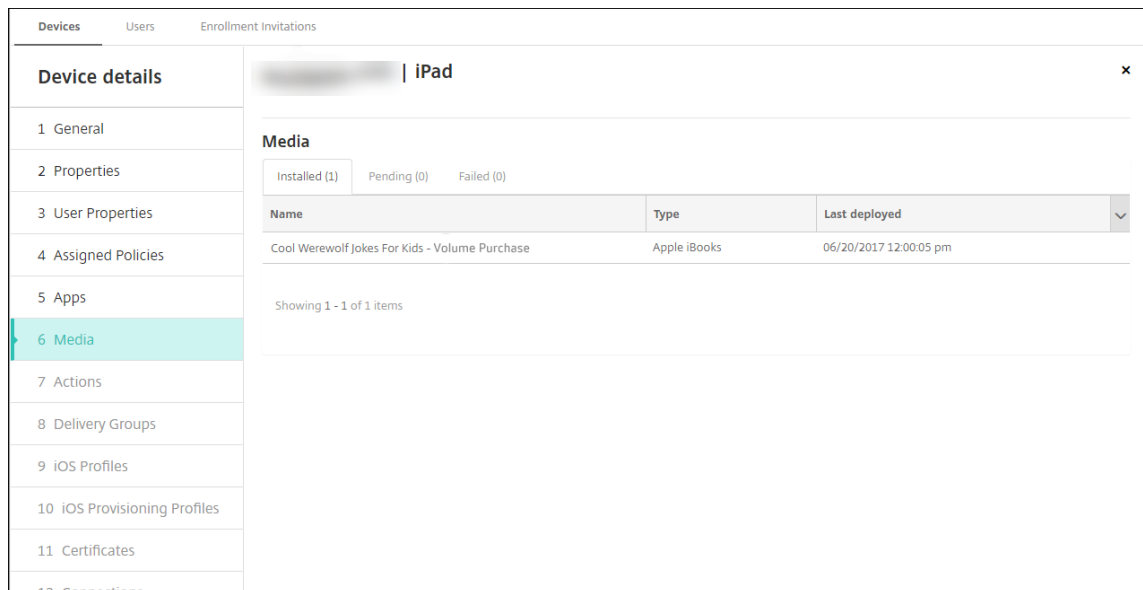 Devices Users Enrollment Invitations
Device details
| iPad
×
1 General
2 Properties
3 User Properties
4 Assigned Policies
5 Apps
6 Media
7 Actions
8 Delivery Groups
9 iOS Profiles
10 iOS Provisioning Profiles
11 Certificates
Media
Installed (1) Pending (0) Failed (0)
Name Type Last deployed
Cool Werewolf Jokes For Kids - Volume Purchase Apple iBooks 06/20/2017 12:00:05 pm
Showing 1 - 1 of 1 items